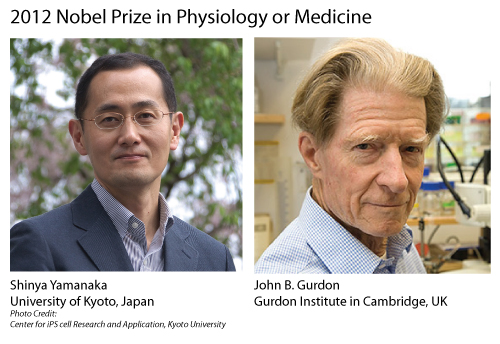 2012 Nobel Prize in Physiology or Medicine
Shinya Yamanaka
University of Kyoto, Japan
Photo Credit:
Center for iPS cell Research and Application, Kyoto University
John B. Gurdon
Gurdon Institute in Cambridge, UK